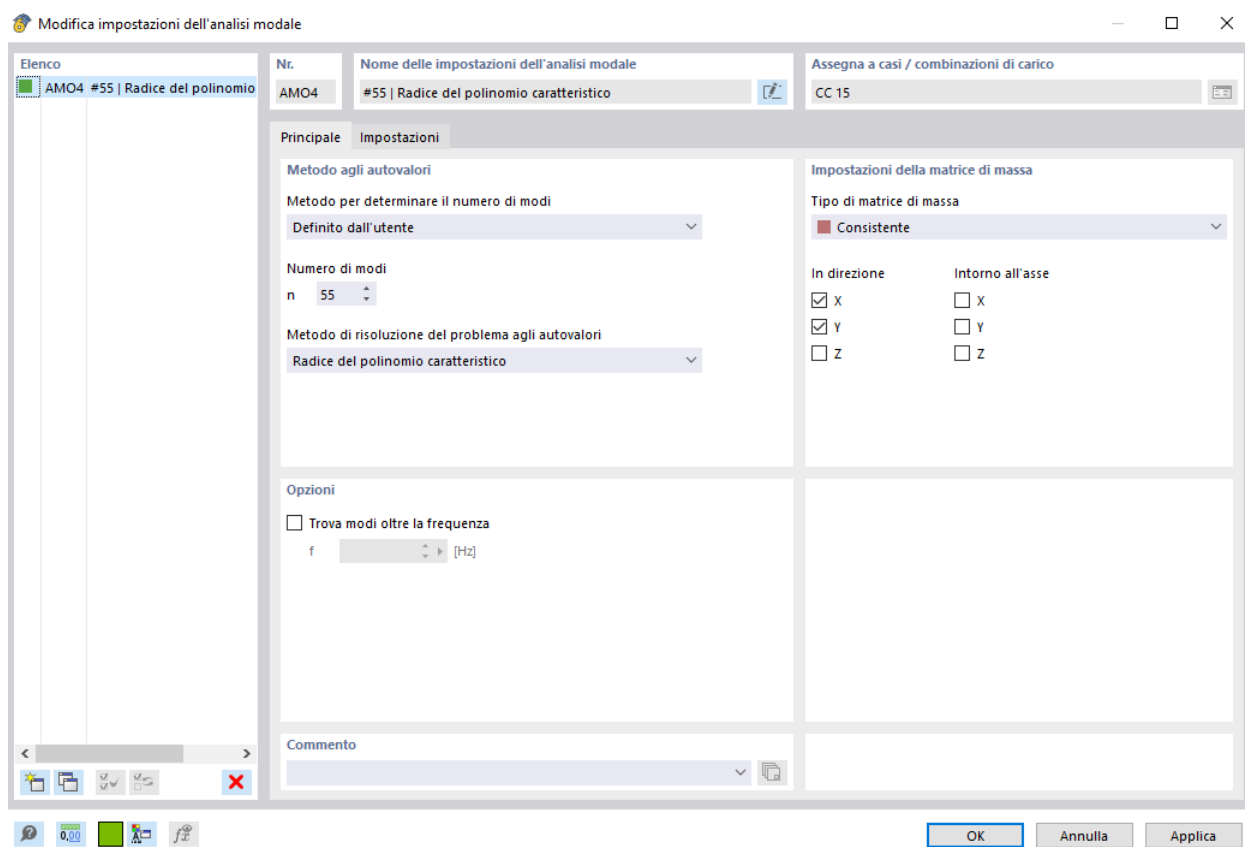 Modifica impostazioni dell'analisi modale
Elenco
AMO4 #55 | Radice del polinomio
Nr.
AMO4
Nome delle impostazioni dell'analisi modale
#55 | Radice del polinomio caratteristico
Assegna a casi / combinazioni di carico
CC 15
Principale Impostazioni
Metodo agli autovalori
Metodo per determinare il numero di modi
Definito dall'utente
Numero di modi
n 55
Metodo di risoluzione del problema agli autovalori
Radice del polinomio caratteristico
Impostazioni della matrice di massa
Tipo di matrice di massa
Consistente
In direzione Intorno all'asse
X X
Y Y
Z Z
Opzioni
Trova modi oltre la frequenza
f [Hz]
Commento
0,00
OK Annulla Applica